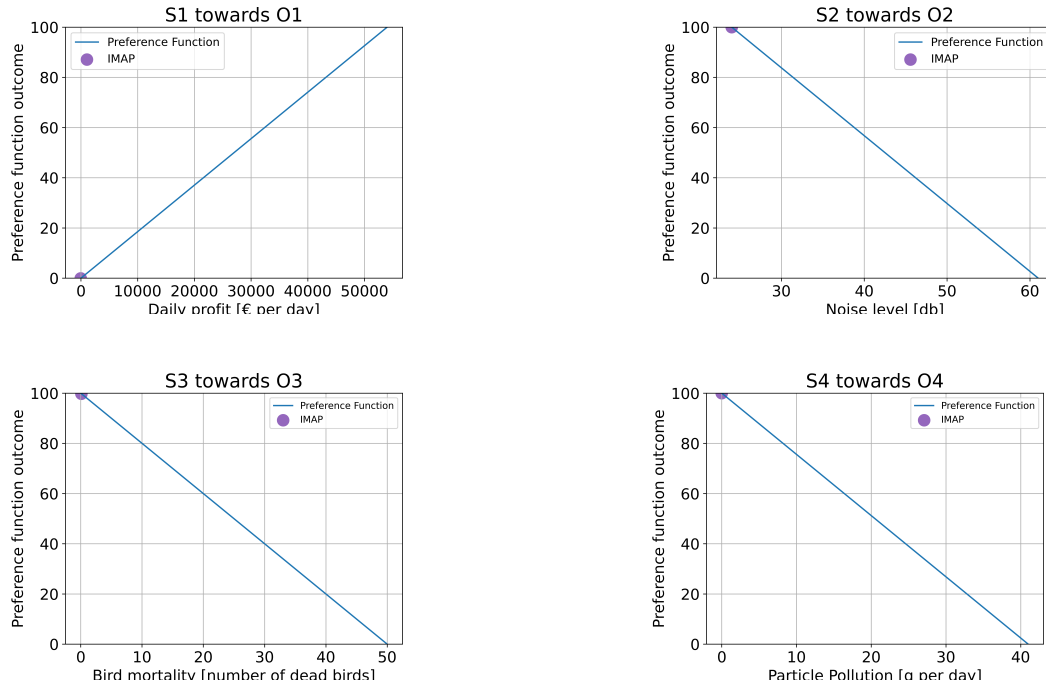 S1 towards O1
Preference function outcome
100
80
60
40
20
0
Preference Function
IMAP
0 10000 20000 30000 40000 50000
Daily profit [€ per day]
S2 towards O2
Preference function outcome
100
80
60
40
20
0
Preference Function
IMAP
30 40 50 60
Noise level [db]
S3 towards O3
Preference function outcome
100
80
60
40
20
0
Preference Function
IMAP
0 10 20 30 40 50
Bird mortality [number of dead birds]
S4 towards O4
Preference function outcome
100
80
60
40
20
0
Preference Function
IMAP
0 10 20 30 40
Particle Pollution [g per day]